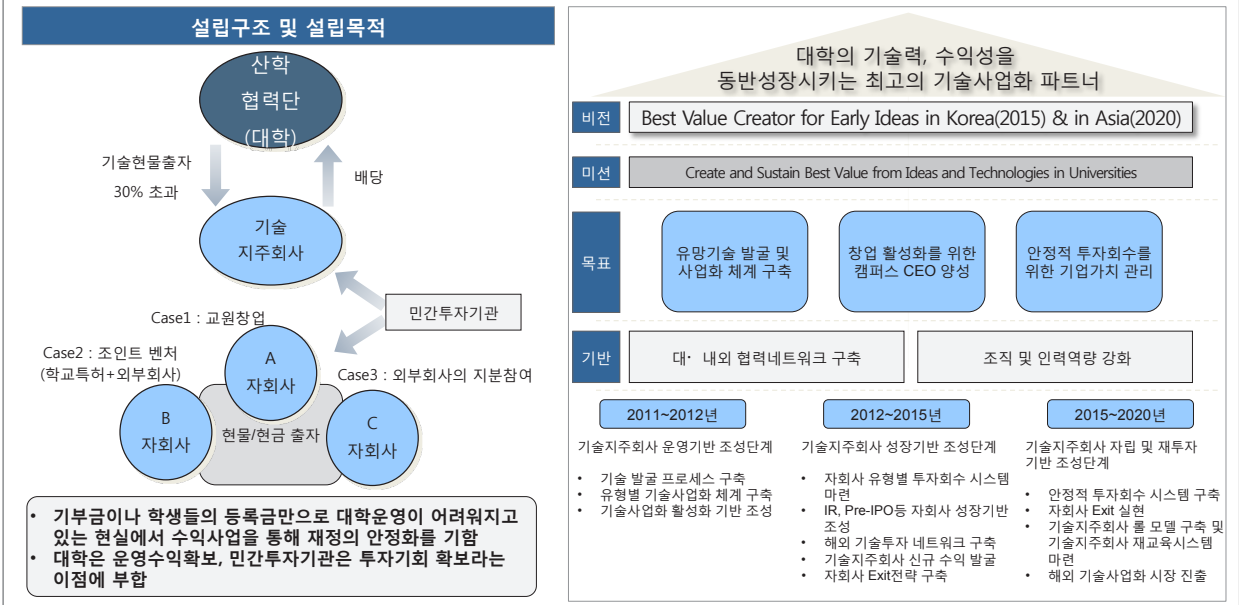 설립구조 및 설립목적
산학
협력단
(대학)
기술현물출자
30% 초과
배당
기술
지주회사
민간투자기관
Case1 : 교원창업
Case2 : 조인트 벤처
(학교특허+외부회사)
Case3 : 외부회사의 지분참여
A
자회사
B
자회사
현물/현금 출자
C
자회사
• 기부금이나 학생들의 등록금만으로 대학운영이 어려워지고
있는 현실에서 수익사업을 통해 재정의 안정화를 기함
• 대학은 운영수익확보, 민간투자기관은 투자기회 확보라는
이점에 부합
대학의 기술력, 수익성을
동반성장시키는 최고의 기술사업화 파트너
비전
Best Value Creator for Early Ideas in Korea(2015) & in Asia(2020)
미션
Create and Sustain Best Value from Ideas and Technologies in Universities
목표
유망기술 발굴 및
사업화 체계 구축
창업 활성화를 위한
캠퍼스 CEO 양성
안정적 투자회수를
위한 기업가치 관리
기반
대· 내외 협력네트워크 구축
조직 및 인력역량 강화
2011~2012년
기술지주회사 운영기반 조성단계
• 기술 발굴 프로세스 구축
• 유형별 기술사업화 체계 구축
• 기술사업화 활성화 기반 조성
2012~2015년
기술지주회사 성장기반 조성단계
• 자회사 유형별 투자회수 시스템
마련
• IR, Pre-IPO등 자회사 성장기반
조성
• 해외 기술투자 네트워크 구축
• 기술지주회사 신규 수익 발굴
• 자회사 Exit전략 구축
2015~2020년
기술지주회사 자립 및 재투자
기반 조성단계
• 안정적 투자회수 시스템 구축
• 자회사 Exit 실현
• 기술지주회사 롤 모델 구축 및
기술지주회사 재교육시스템
마련
• 해외 기술사업화 시장 진출